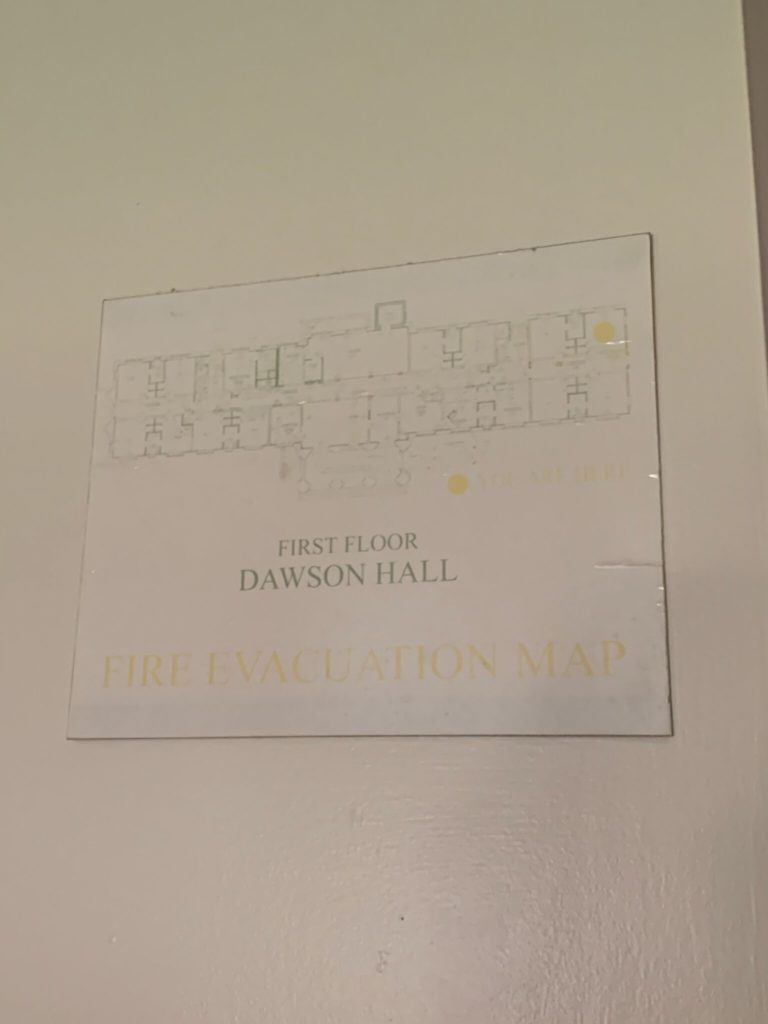 YOU ARE HERE
FIRST FLOOR
DAWSON HALL
FIRE EVACUATION MAP